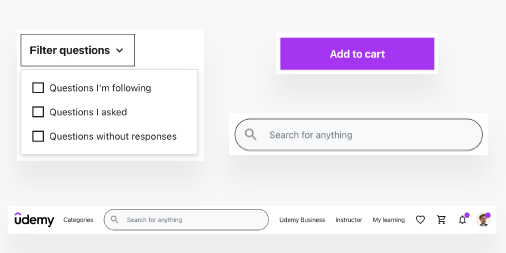 Filter questions
Questions I'm following
Questions I asked
Questions without responses
Add to cart
Search for anything
udemy Categories Search for anything Udemy Business Instructor My learning